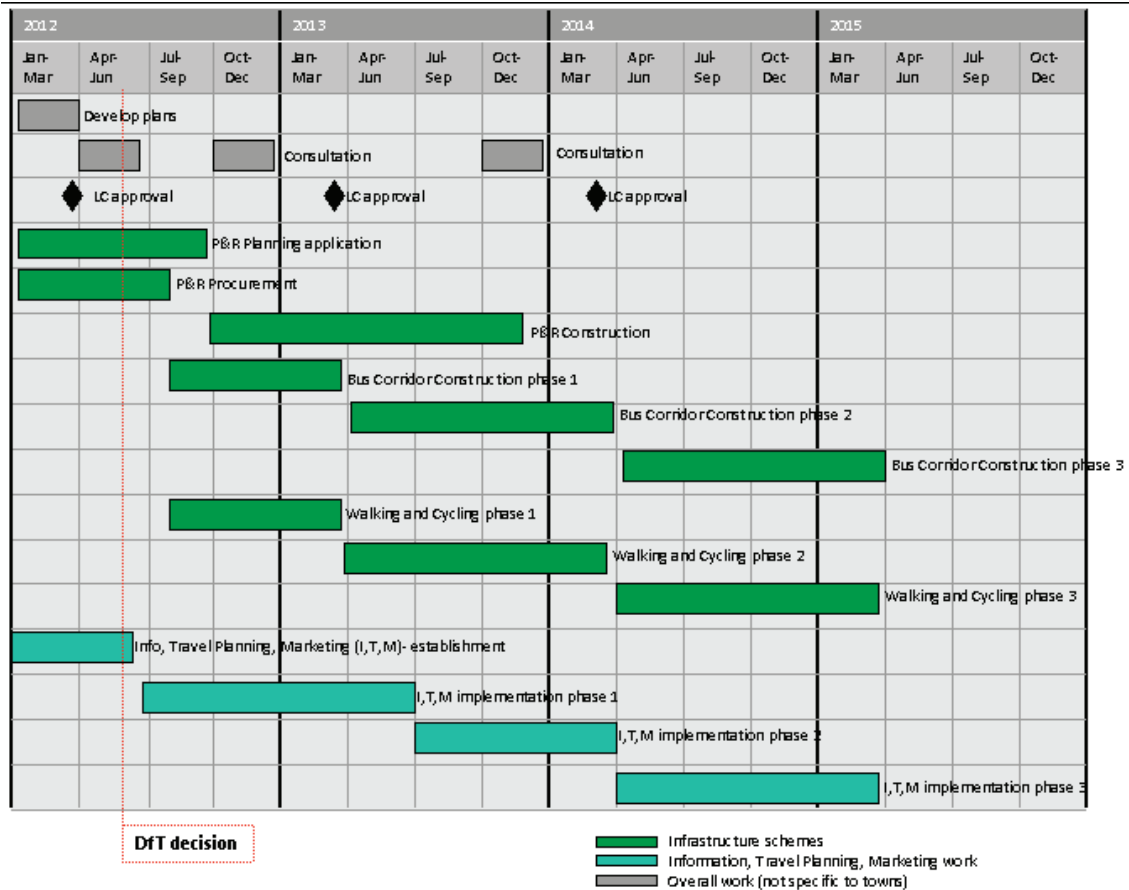 2012 2013 2014 2015
Jan- Apr- Jul- Oct- Jan- Apr- Jul- Oct- Jan- Apr- Jul- Oct- Jan- Apr- Jul- Oct-
Mar Jun Sep Dec Mar Jun Sep Dec Mar Jun Sep Dec Mar Jun Sep Dec
Develop plans
Consultation Consultation
LC approval LC approval LC approval
P&R Planning application
P&R Procurement
P&R Construction
Bus Corridor Construction phase 1
Bus Corridor Construction phase 2
Bus Corridor Construction phase 3
Walking and Cycling phase 1
Walking and Cycling phase 2
Walking and Cycling phase 3
Info, Travel Planning, Marketing (I,T,M)- establishment
I,T,M implementation phase 1
I,T,M implementation phase 2
I,T,M implementation phase 3
DfT decision
Infrastructure schemes
Information, Travel Planning, Marketing work
Overall work (not specific to towns)